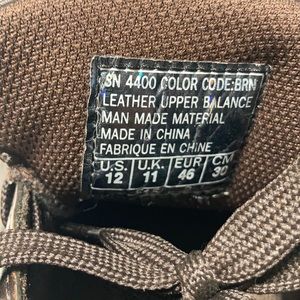 SN 4400 COLOR CODE:BRN
LEATHER UPPER BALANCE
MAN MADE MATERIAL
MADE IN CHINA
FABRIQUE EN CHINE
U.S. U.K. EUR CM
12 11 46 30